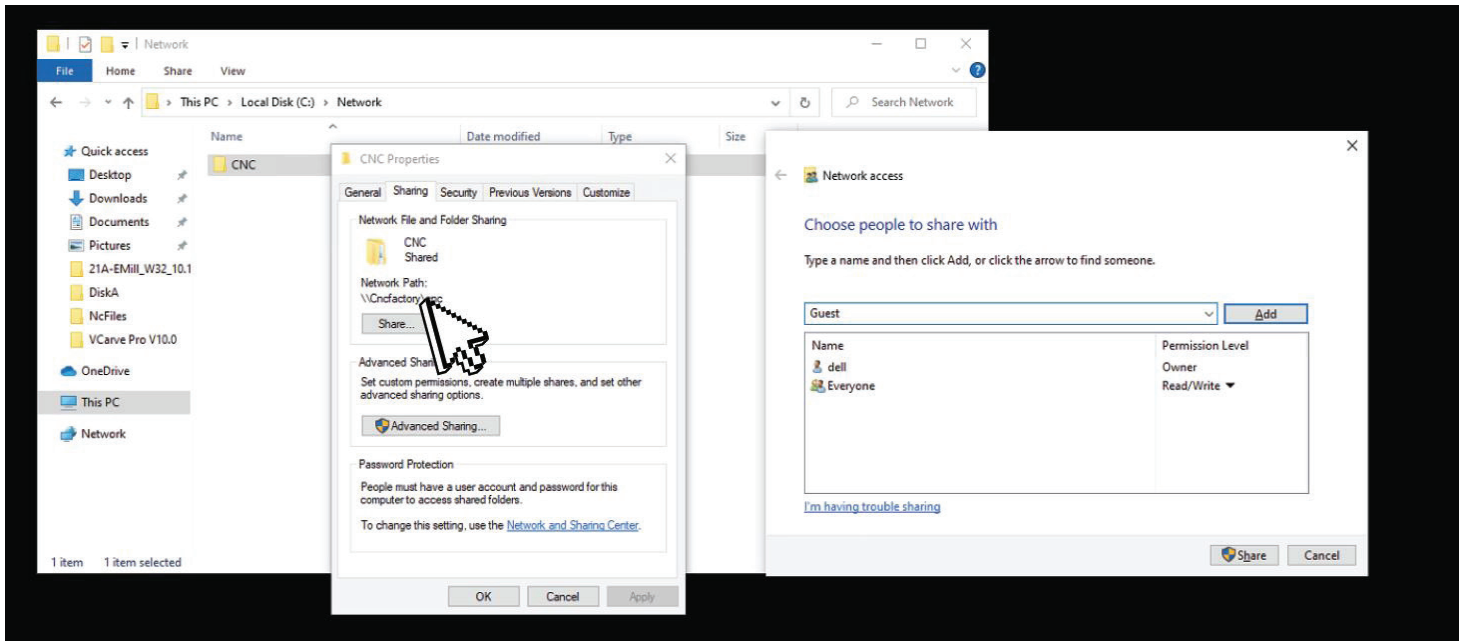 Network
File Home Share View
This PC > Local Disk (C:) > Network
Search Network
Name Date modified Type Size
Quick access
Desktop
Downloads
Documents
Pictures
21A-EMill_W32_10.1
DiskA
NcFiles
VCarve Pro V10.0
OneDrive
This PC
Network
1 item 1 item selected
CNC
CNC Properties
General Sharing Security Previous Versions Customize
Network File and Folder Sharing
CNC
Shared
Network Path:
\\Cncfactory\
Share...
Advanced
Set custom permissions, create multiple shares, and set other
advanced sharing options.
Advanced Sharing...
Password Protection
People must have a user account and password for this
computer to access shared folders.
To change this setting, use the Network and Sharing Center.
OK Cancel Apply
Network access
Choose people to share with
Type a name and then click Add, or click the arrow to find someone.
Guest
Add
Name Permission Level
dell Owner
Everyone Read/Write
I'm having trouble sharing
Share Cancel